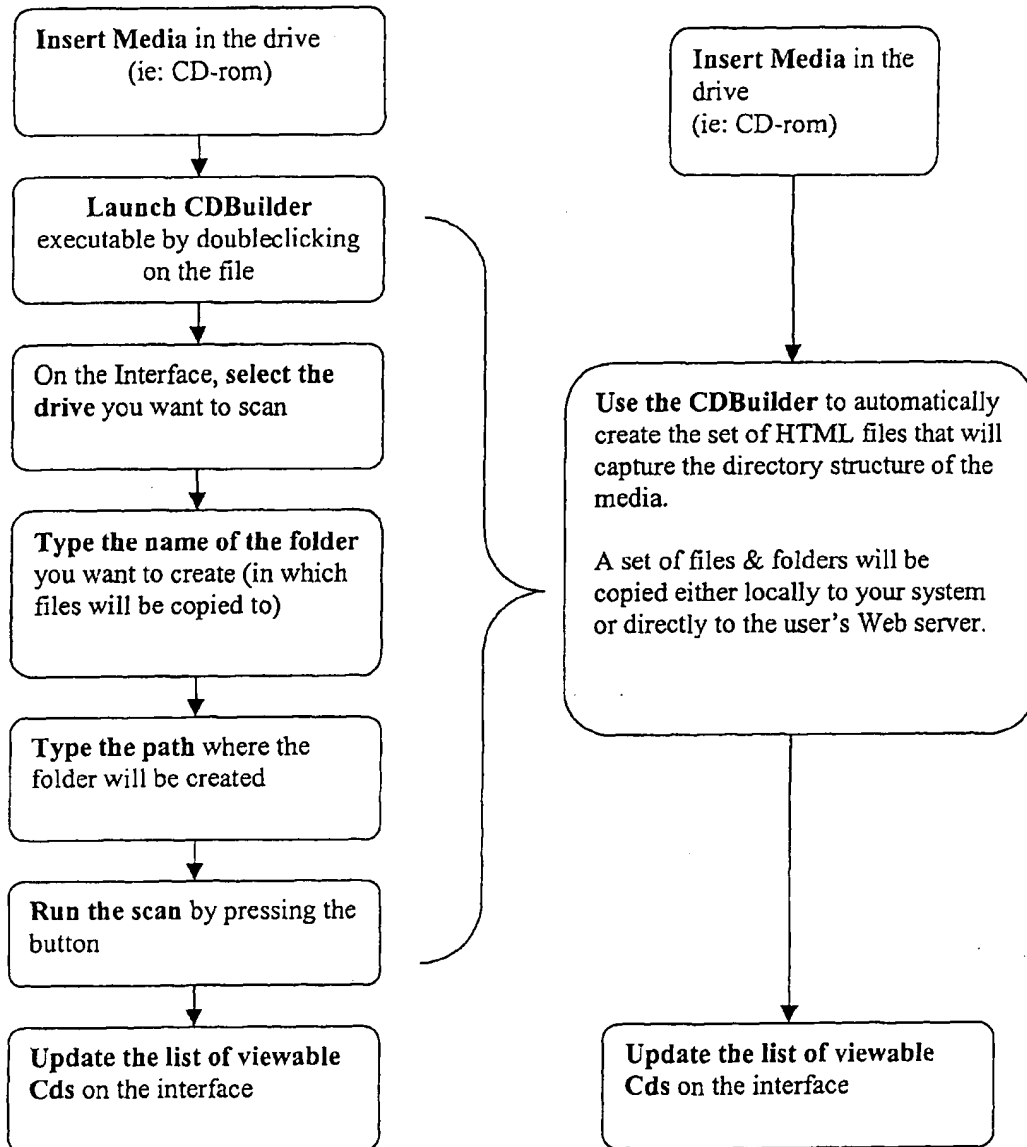 Insert Media in the drive
(ie: CD-rom)
Launch CDBuilder
executable by doubleclicking
on the file
On the Interface, select the
drive you want to scan
Type the name of the folder
you want to create (in which
files will be copied to)
Type the path where the
folder will be created
Run the scan by pressing the
button
Update the list of viewable
Cds on the interface
Insert Media in the
drive
(ie: CD-rom)
Use the CDBuilder to automatically
create the set of HTML files that will
capture the directory structure of the
media.
A set of files & folders will be
copied either locally to your system
or directly to the user's Web server.
Update the list of viewable
Cds on the interface